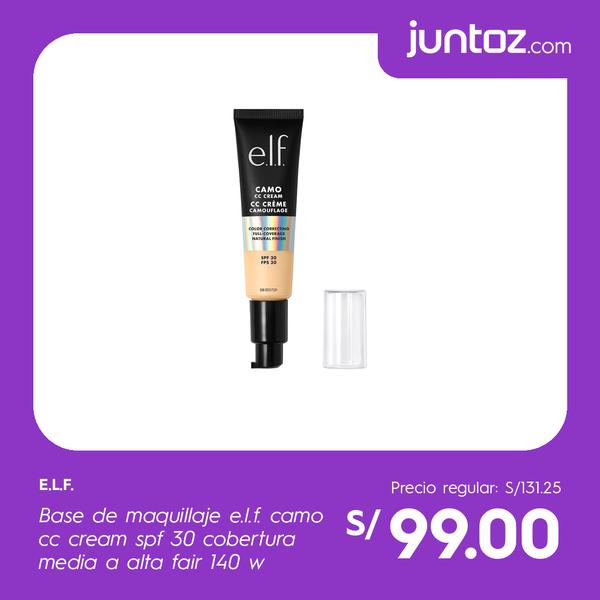 juntoz.com
e.l.f.
CAMO
CC CREAM
CC CRÈME
CAMOUFLAGE
COLOR CORRECTING
FULL COVERAGE
NATURAL FINISH
SPF 30
FPS 30
E.L.F.
Base de maquillaje e.l.f. camo
cc cream spf 30 cobertura
media a alta fair 140 w
Precio regular: S/131.25
S/ 99.00